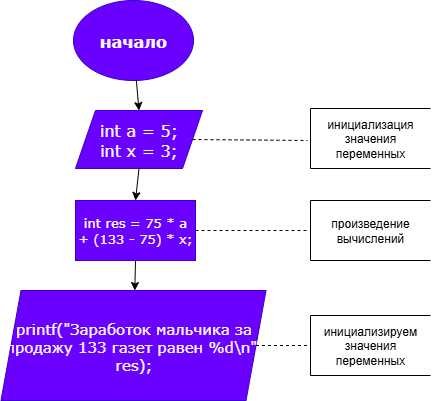 начало
int a = 5;
int x = 3;
инициализация
значения
переменных
int res = 75 * a
+ (133 - 75) * x;
произведение
вычислений
printf("Заработок мальчика за
продажу 133 газет равен %d\n"
res);
инициализируем
значения
переменных